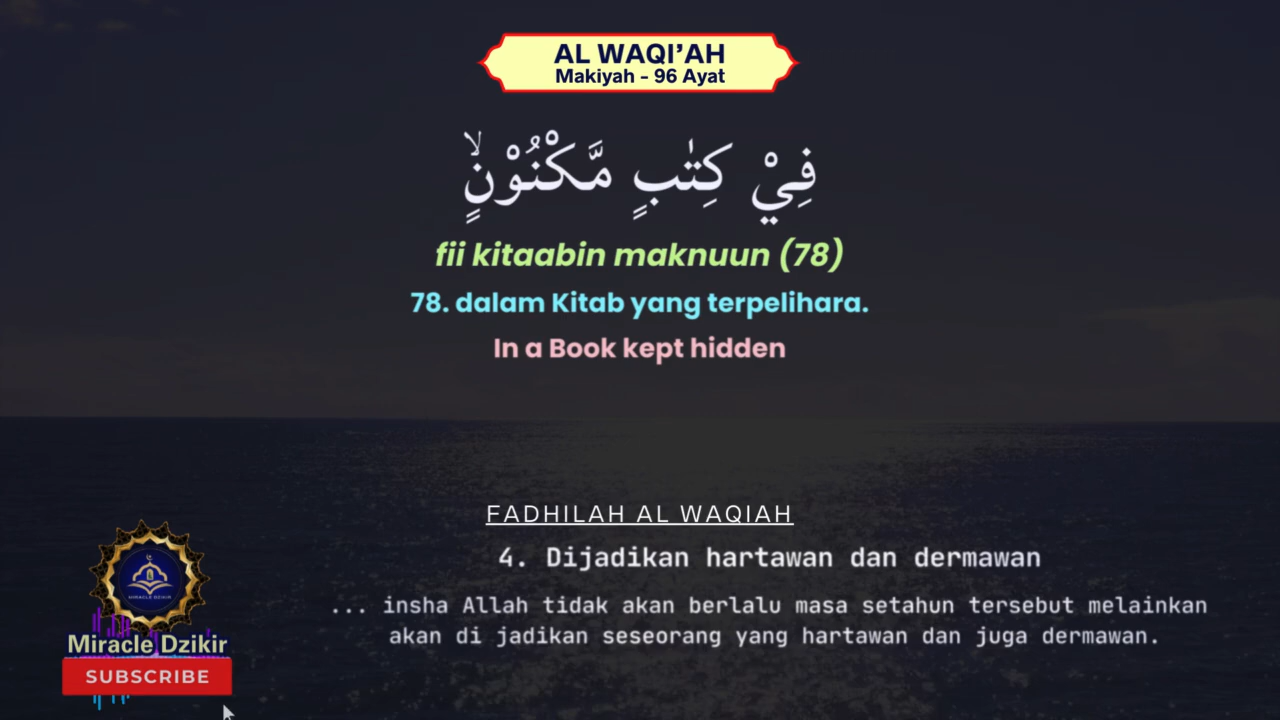 AL WAQI’AH
Makiyah - 96 Ayat
فِيْ كِتٰبٍ مَّكْنُوْنٍۙ
fii kitaabin maknuun (78)
78. dalam Kitab yang terpelihara.
In a Book kept hidden
FADHILAH AL WAQIAH
4. Dijadikan hartawan dan dermawan
... insha Allah tidak akan berlalu masa setahun tersebut melainkan
akan di jadikan seseorang yang hartawan dan juga dermawan.
MIRACLE DZIKIR
Miracle Dzikir
SUBSCRIBE